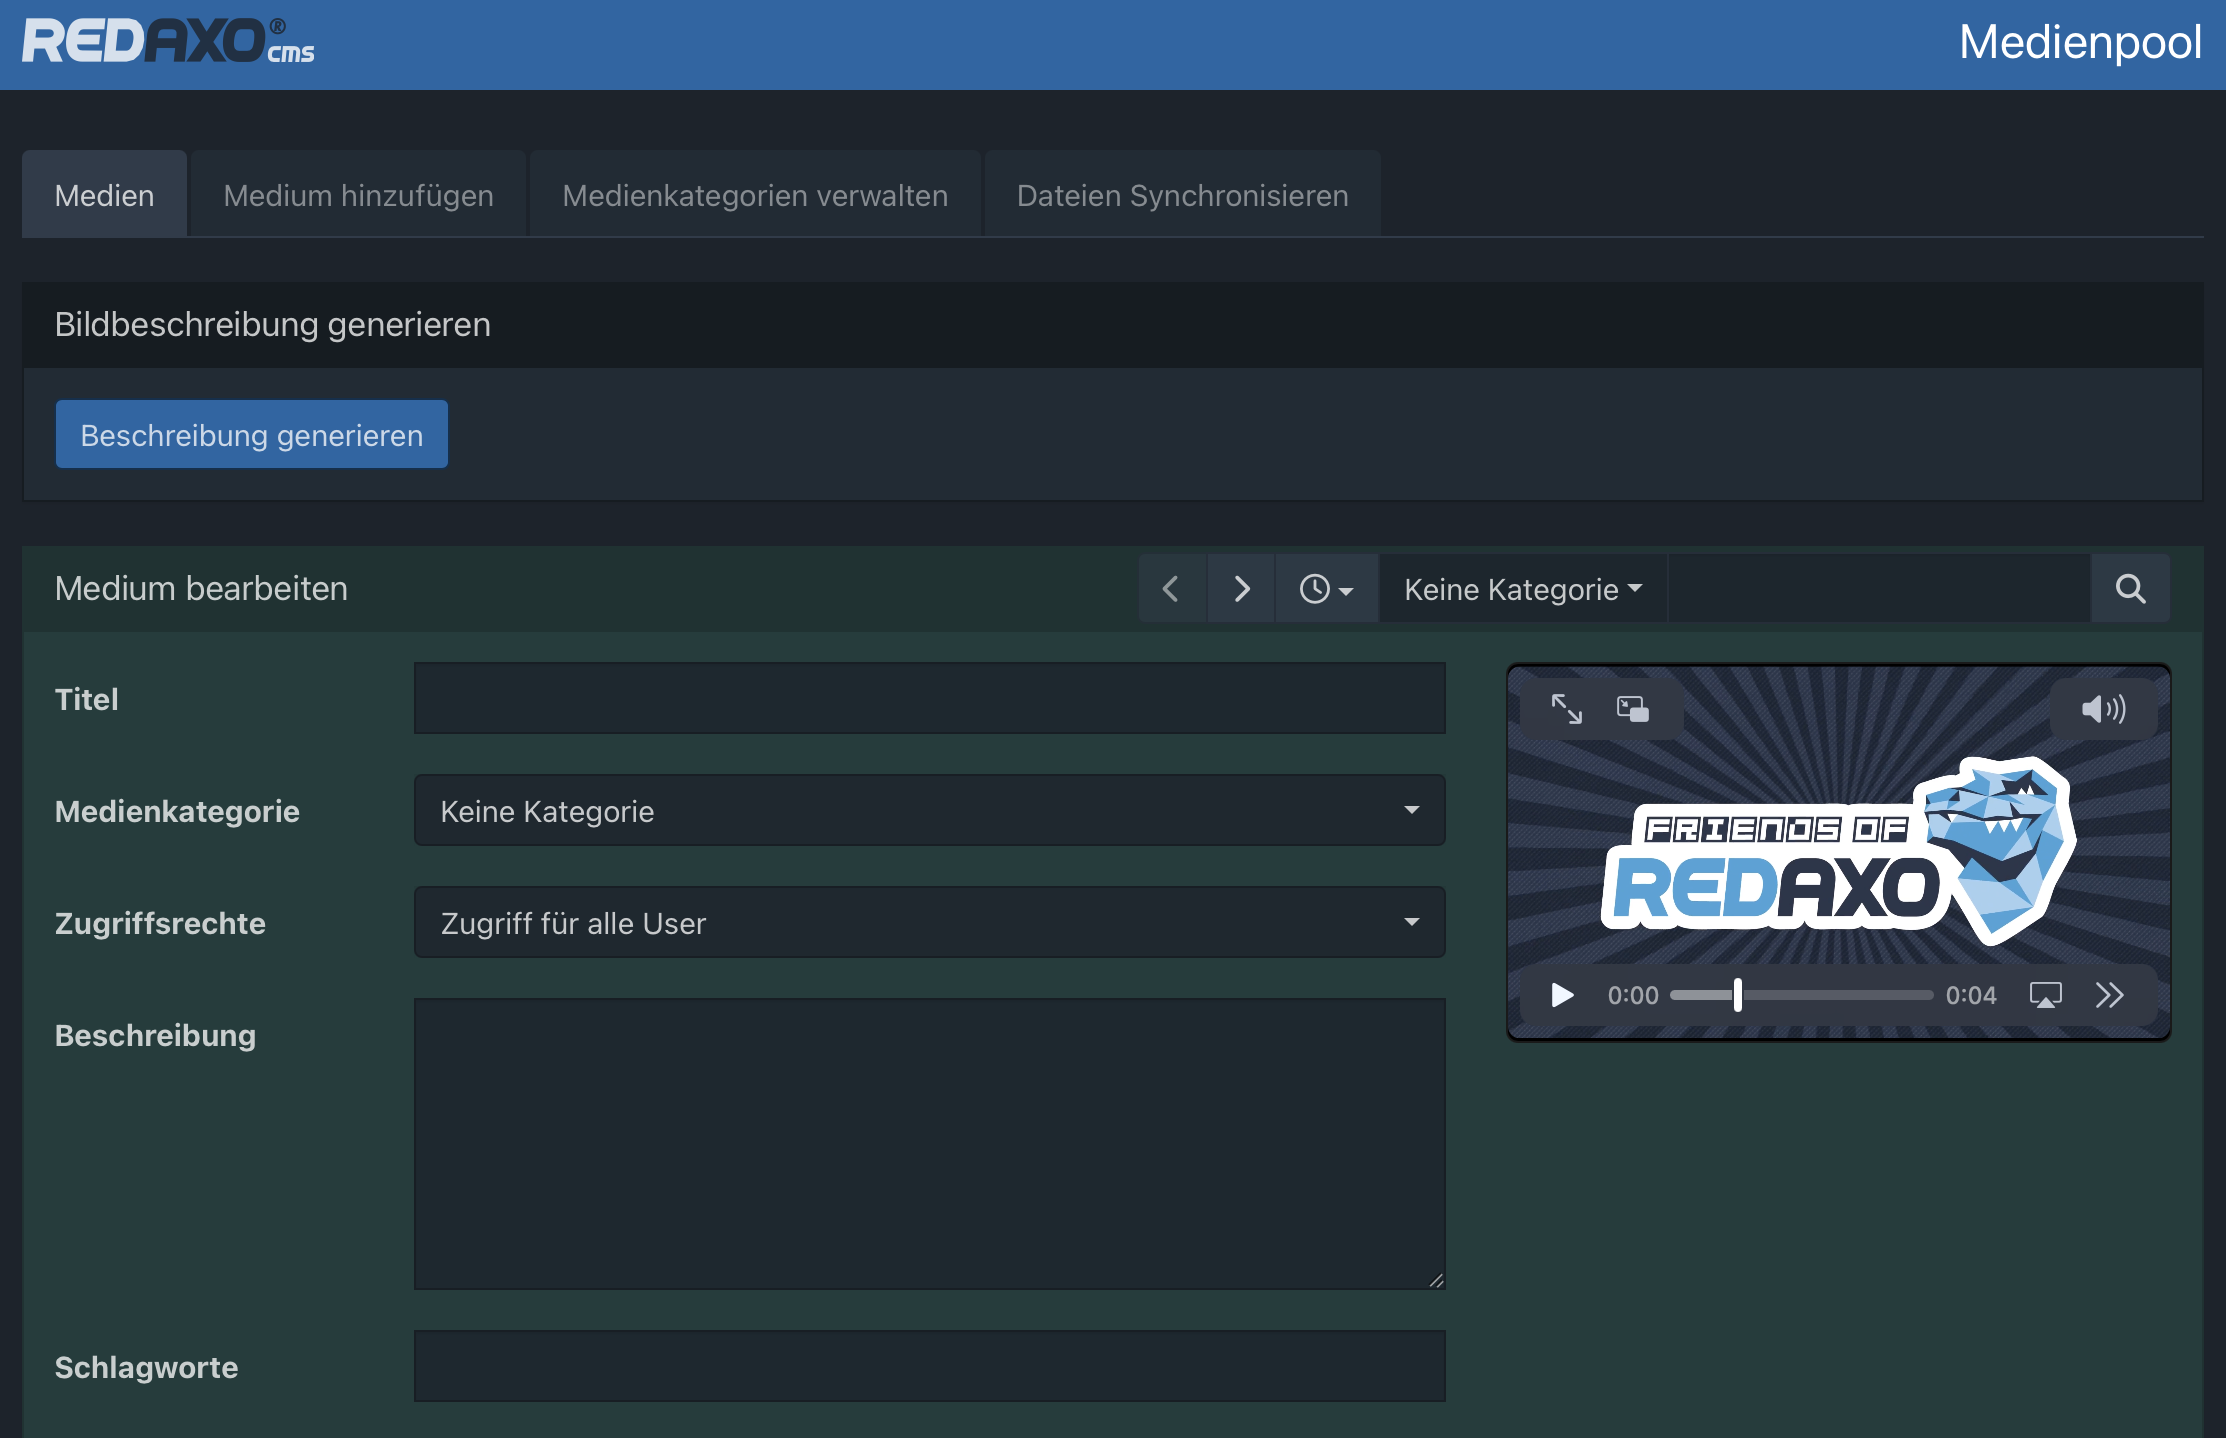 REDAXO® cms
Medienpool
Medien
Medium hinzufügen
Medienkategorien verwalten
Dateien Synchronisieren
Bildbeschreibung generieren
Beschreibung generieren
Medium bearbeiten
Keine Kategorie
Titel
Medienkategorie
Keine Kategorie
Zugriffsrechte
Zugriff für alle User
Beschreibung
Schlagworte
FRIENDS OF
REDAXO
0:00
0:04